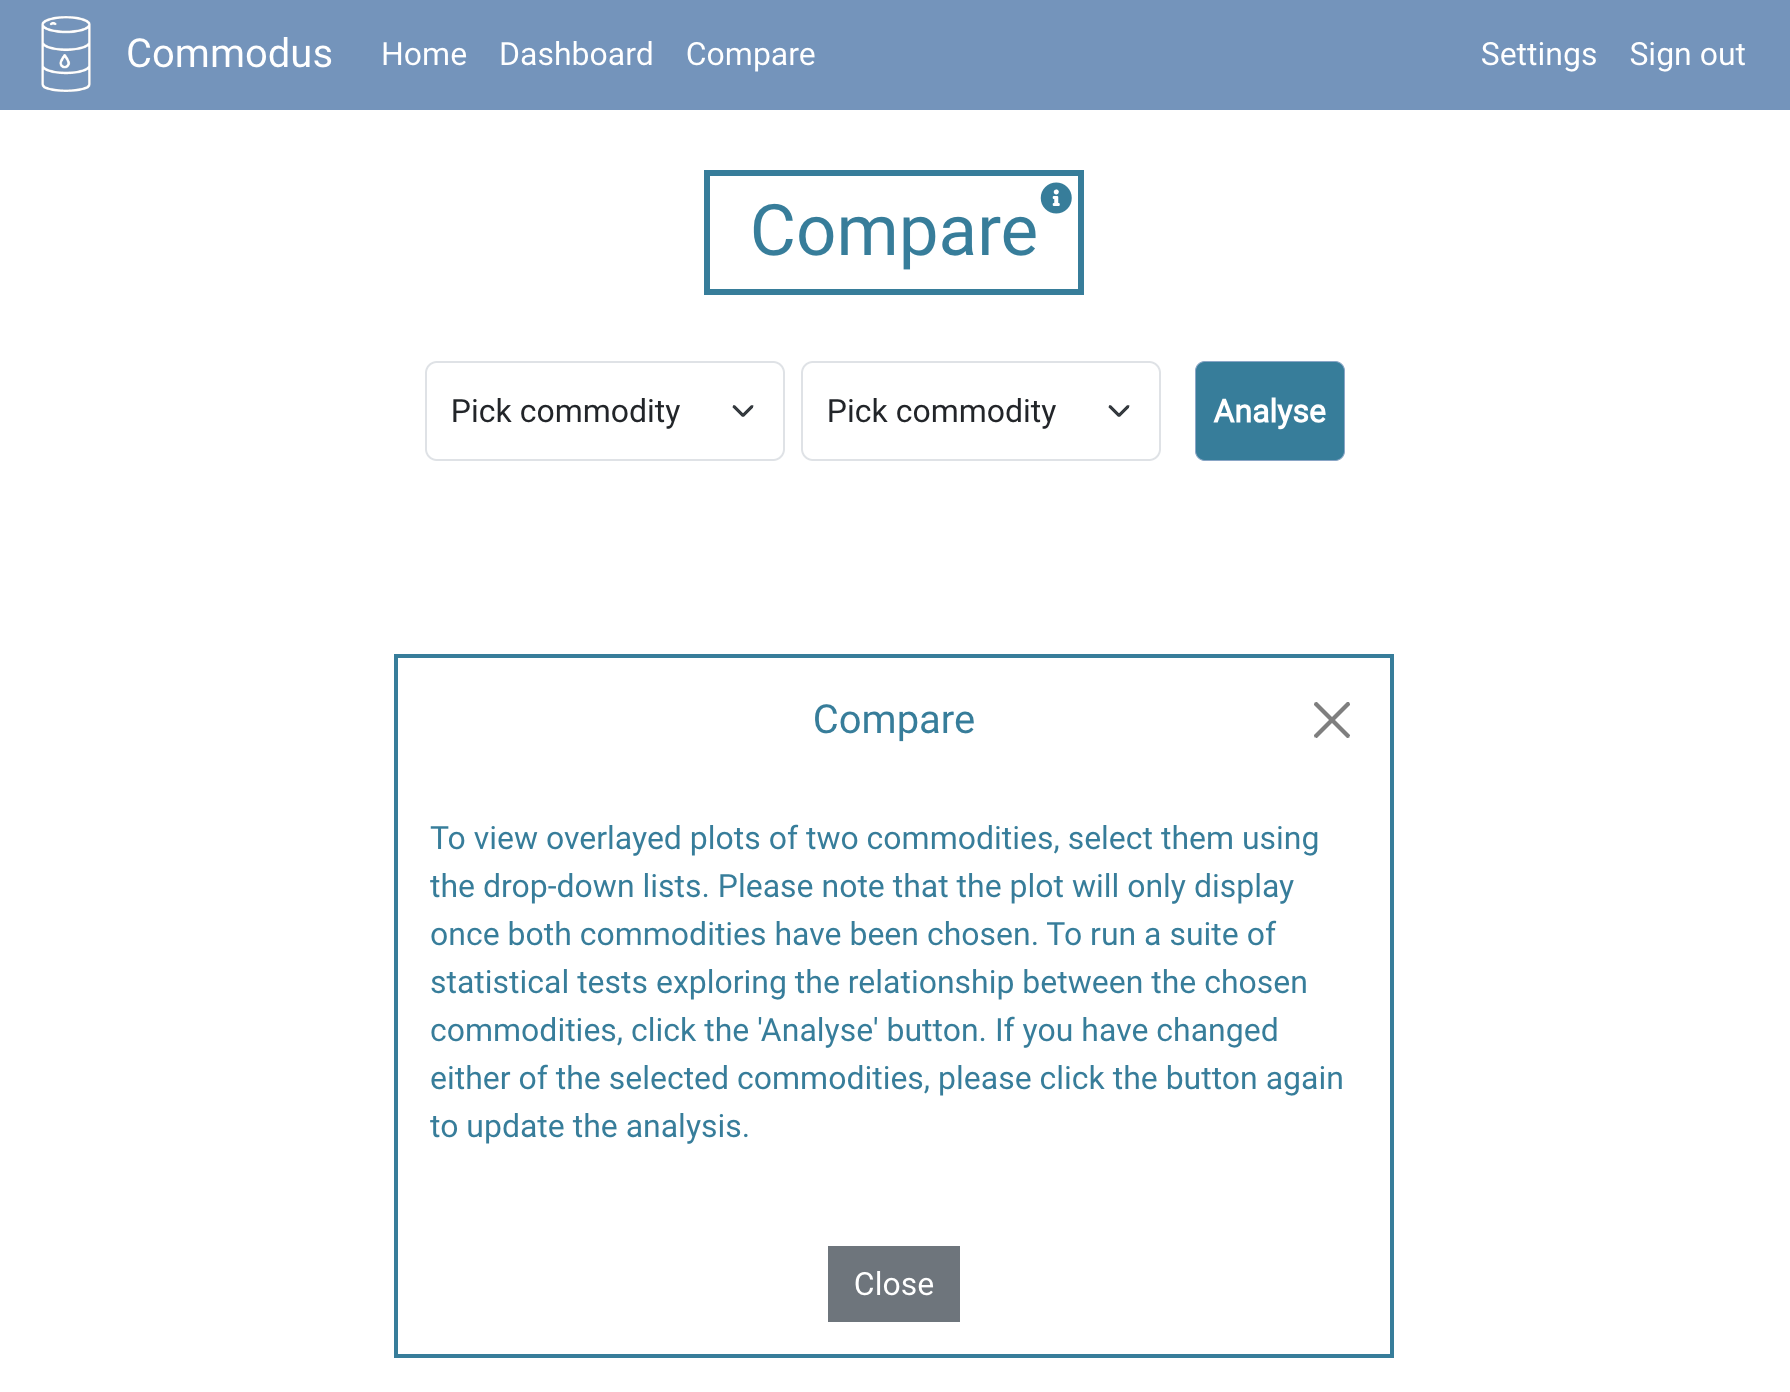 Commodus Home Dashboard Compare Settings Sign out
Compare
Pick commodity Pick commodity Analyse
Compare
To view overlayed plots of two commodities, select them using
the drop-down lists. Please note that the plot will only display
once both commodities have been chosen. To run a suite of
statistical tests exploring the relationship between the chosen
commodities, click the 'Analyse' button. If you have changed
either of the selected commodities, please click the button again
to update the analysis.
Close